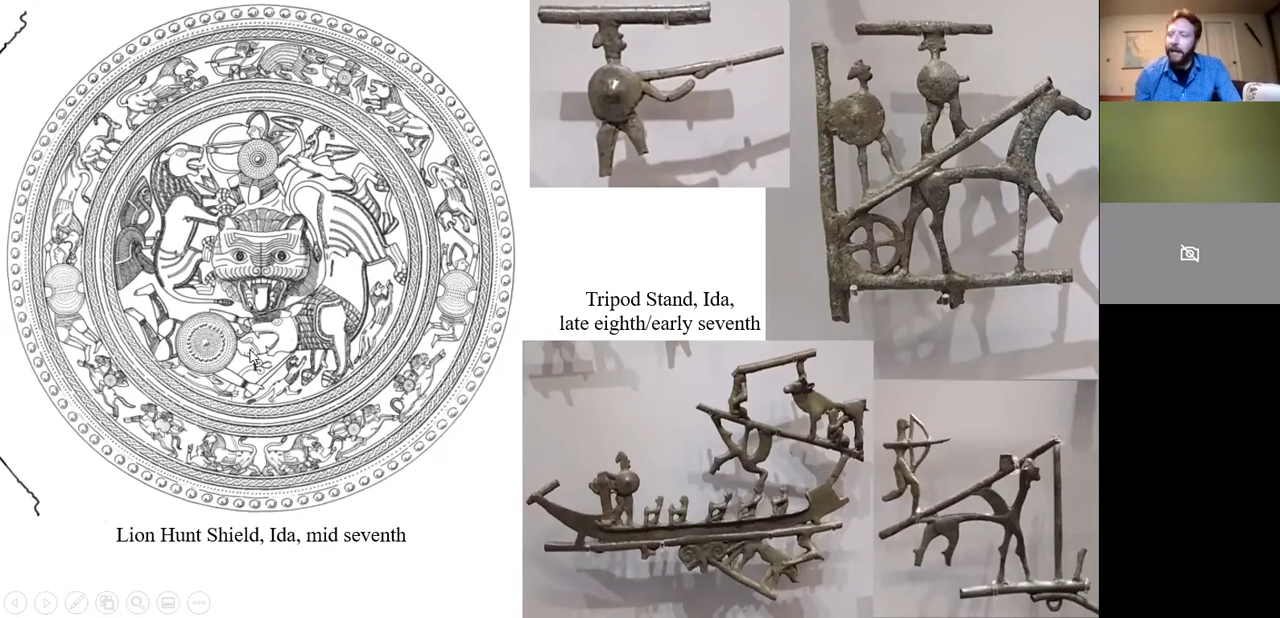 Tripod Stand, Ida,
late eighth/early seventh
Lion Hunt Shield, Ida, mid seventh